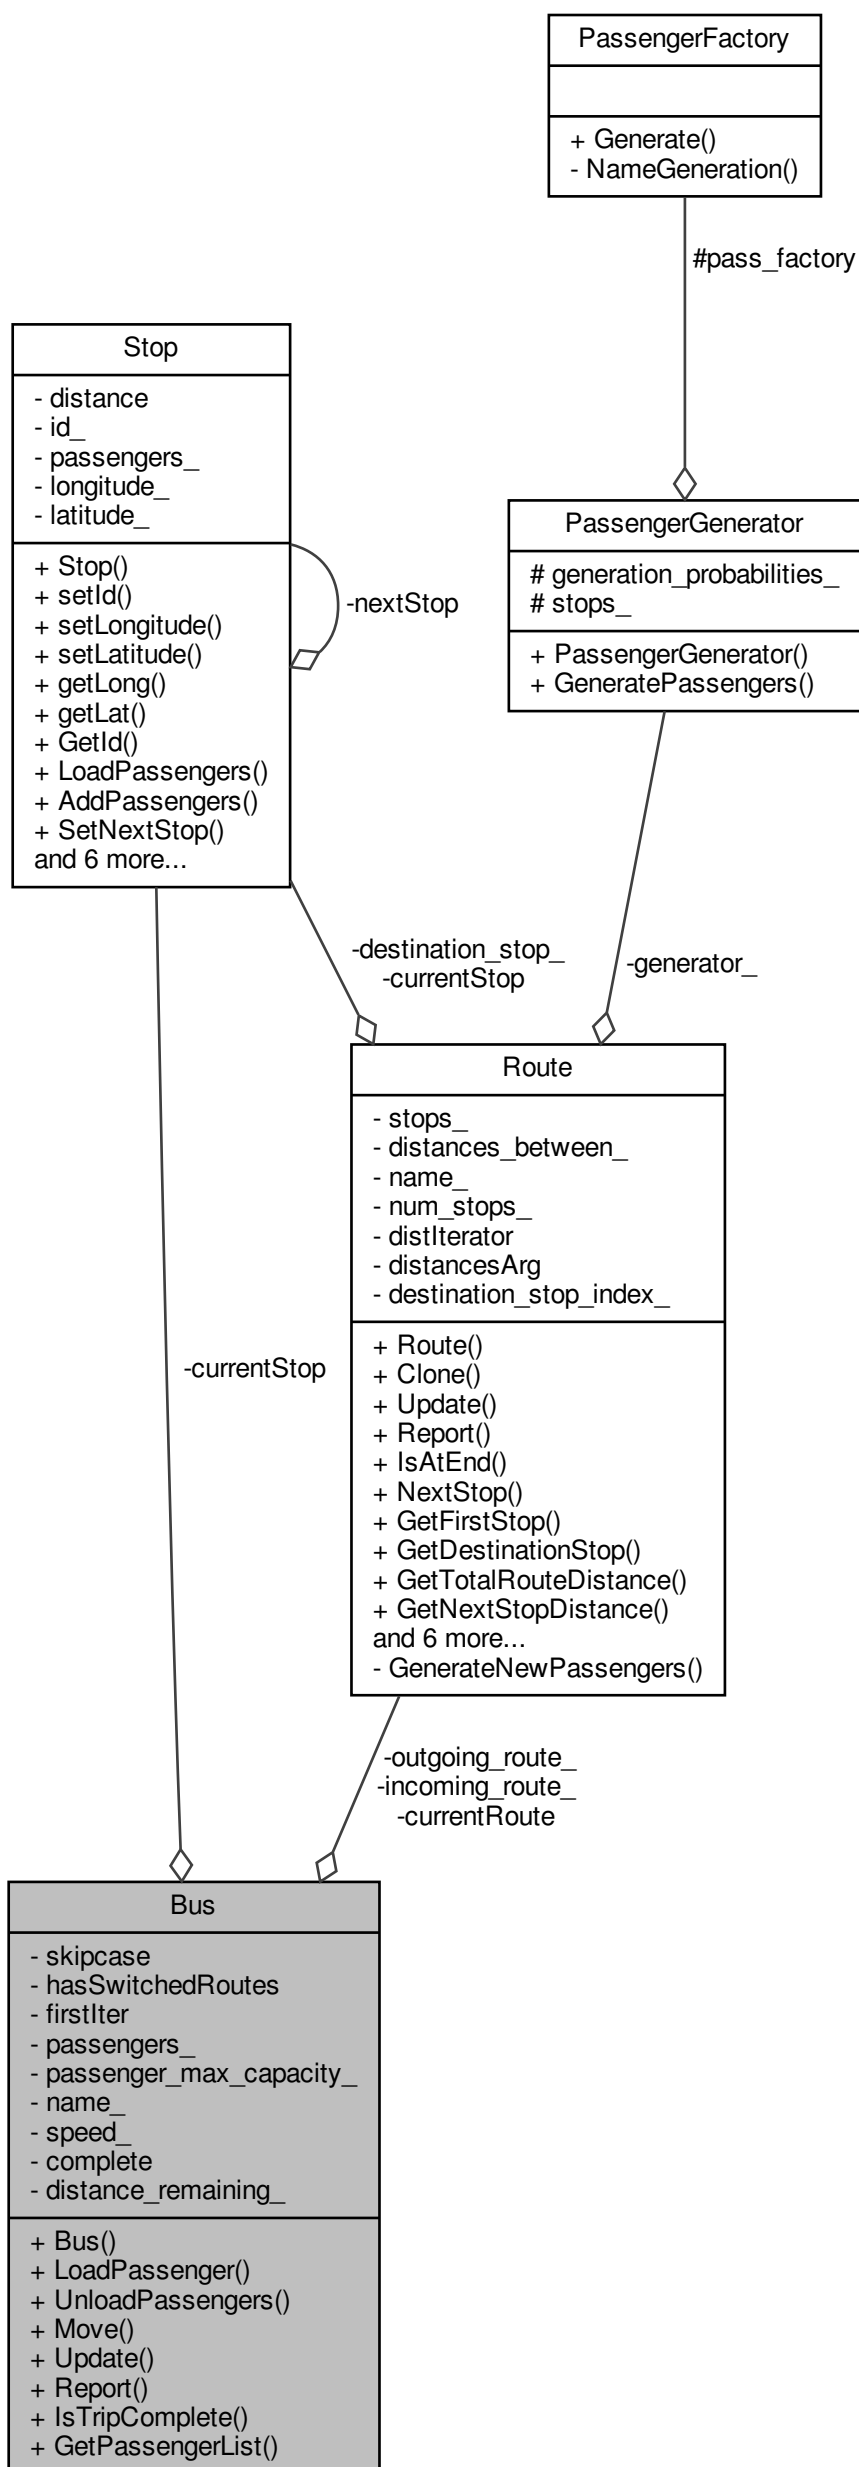 PassengerFactory
+ Generate()
- NameGeneration()
#pass_factory
Stop
- distance
- id_
- passengers_
- longitude_
- latitude_
+ Stop()
+ setId()
+ setLongitude()
+ setLatitude()
+ getLong()
+ getLat()
+ GetId()
+ LoadPassengers()
+ AddPassengers()
+ SetNextStop()
and 6 more...
-nextStop
PassengerGenerator
# generation_probabilities_
# stops_
+ PassengerGenerator()
+ GeneratePassengers()
-destination_stop_
-currentStop
-generator_
Route
- stops_
- distances_between_
- name_
- num_stops_
- distIterator
- distancesArg
- destination_stop_index_
+ Route()
+ Clone()
+ Update()
+ Report()
+ IsAtEnd()
+ NextStop()
+ GetFirstStop()
+ GetDestinationStop()
+ GetTotalRouteDistance()
+ GetNextStopDistance()
and 6 more...
- GenerateNewPassengers()
-currentStop
-outgoing_route_
-incoming_route_
-currentRoute
Bus
- skipcase
- hasSwitchedRoutes
- firstIter
- passengers_
- passenger_max_capacity_
- name_
- speed_
- complete
- distance_remaining_
+ Bus()
+ LoadPassenger()
+ UnloadPassengers()
+ Move()
+ Update()
+ Report()
+ IsTripComplete()
+ GetPassengerList()